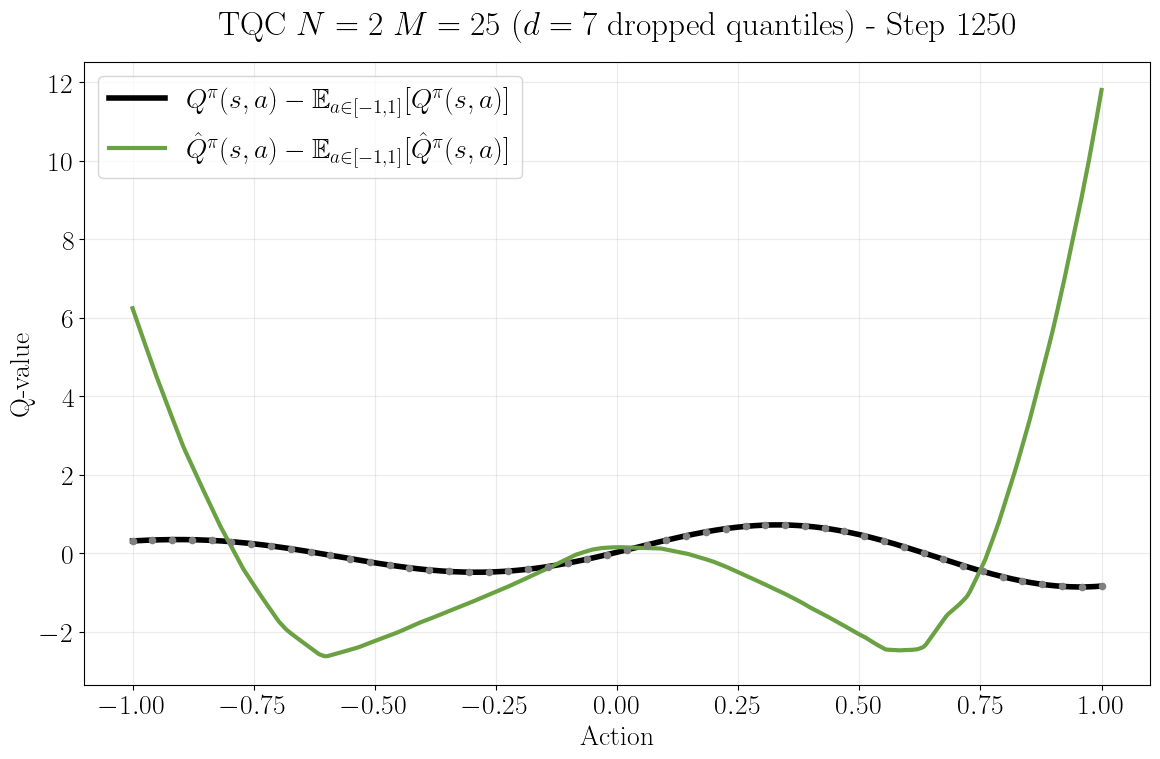 TQC N = 2 M = 25 (d = 7 dropped quantiles) - Step 1250
Q^π(s, a) − 𝔼_{a∈[−1,1]}[Q^π(s, a)]
Q̂^π(s, a) − 𝔼_{a∈[−1,1]}[Q̂^π(s, a)]
12
10
8
6
4
2
0
−2
Q-value
−1.00 −0.75 −0.50 −0.25 0.00 0.25 0.50 0.75 1.00
Action